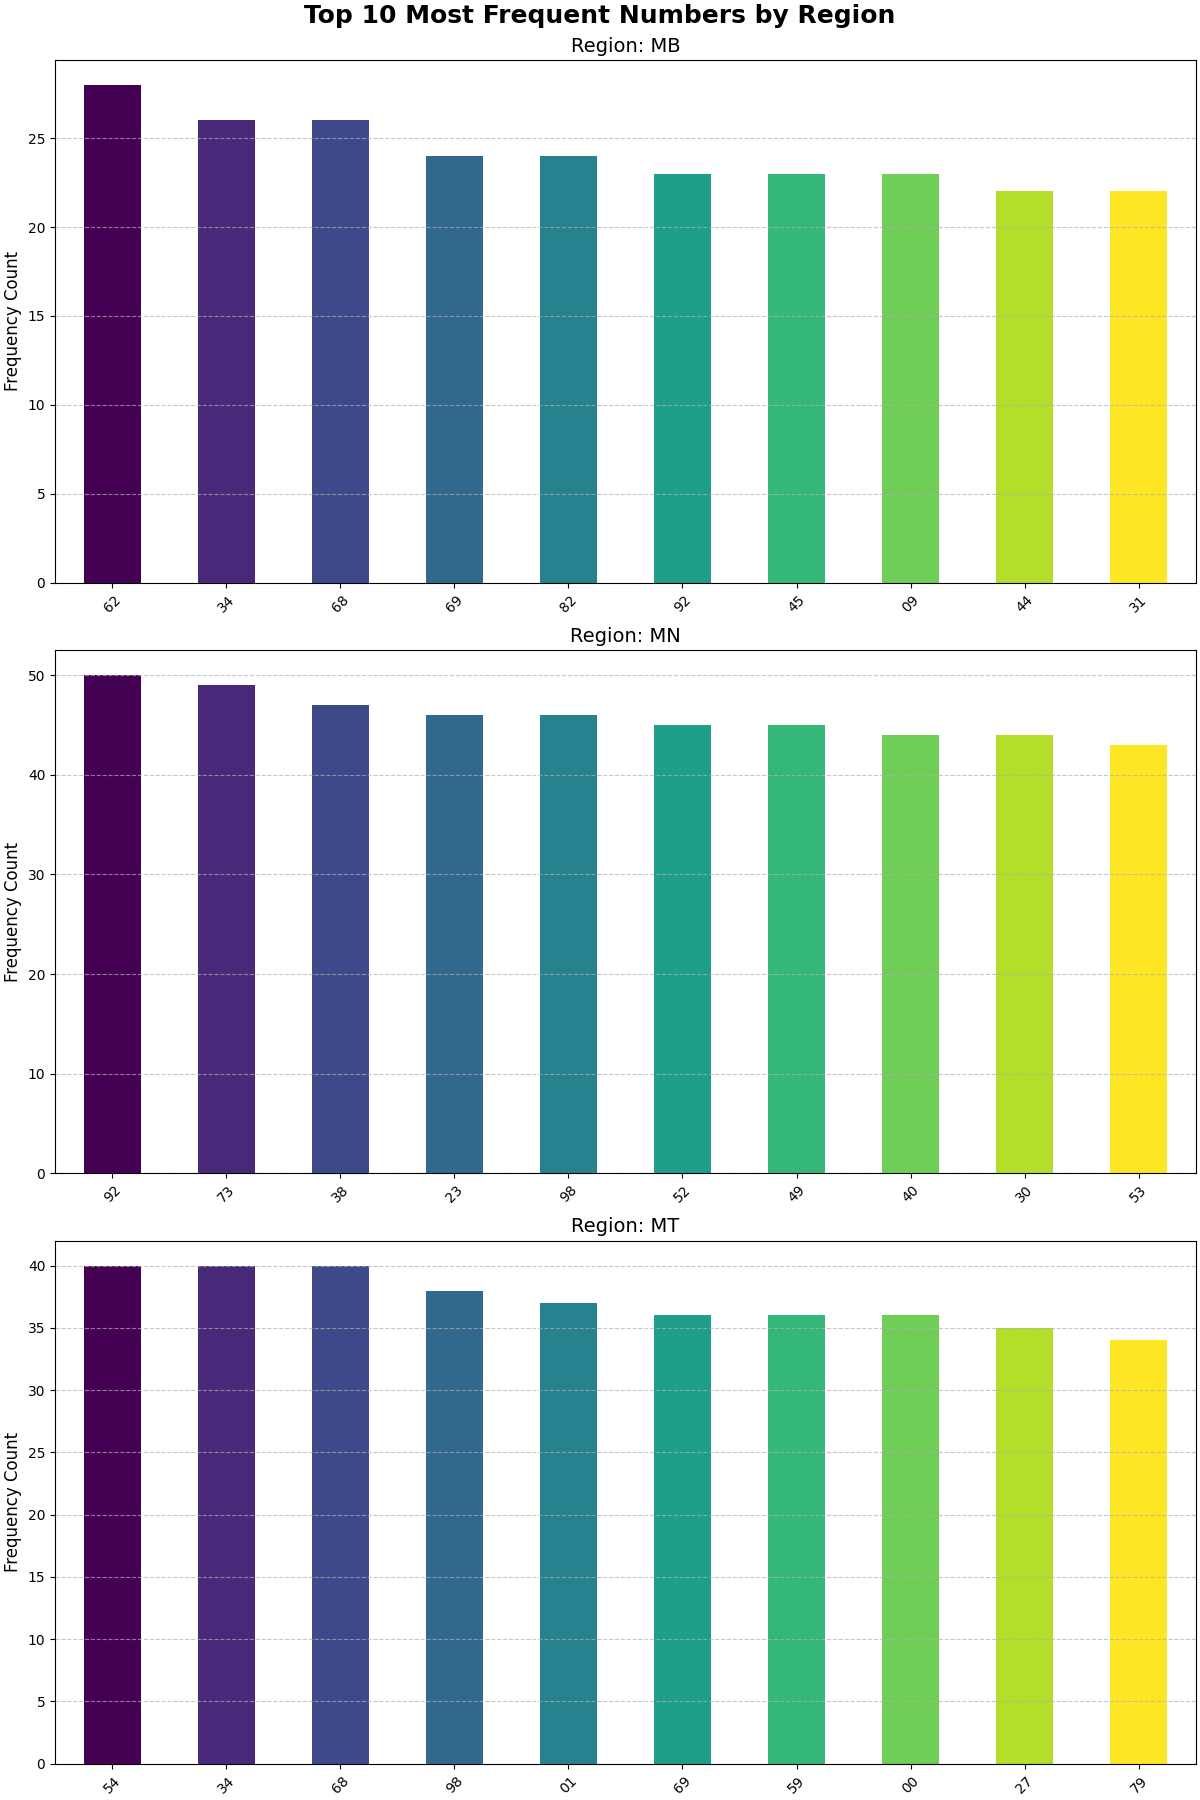 Top 10 Most Frequent Numbers by Region
Region: MB
Frequency Count
25
20
15
10
5
0
62 34 68 69 82 92 45 09 44 31
Region: MN
Frequency Count
50
40
30
20
10
0
92 73 38 23 98 52 49 40 30 53
Region: MT
Frequency Count
40
35
30
25
20
15
10
5
0
54 34 68 98 01 69 59 00 27 79